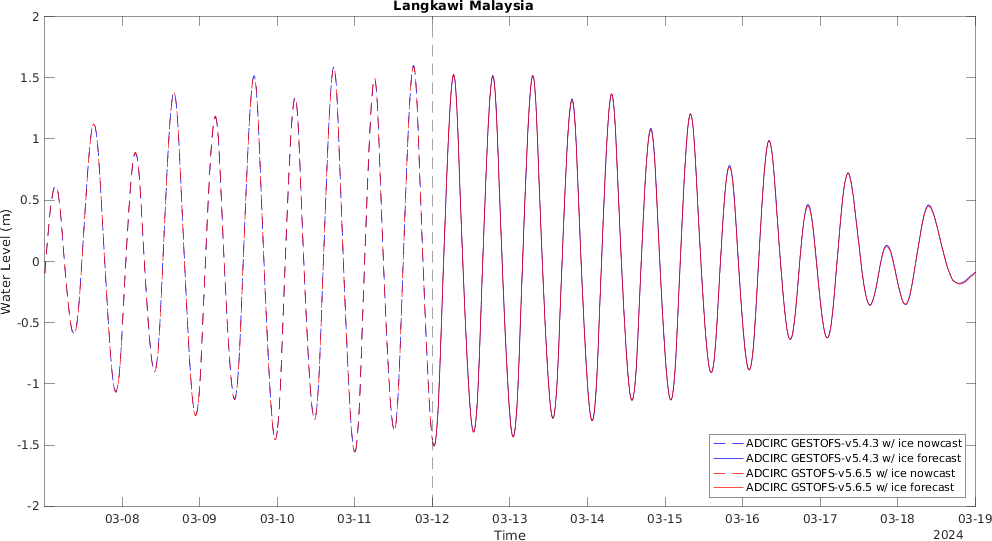 Langkawi Malaysia
2
1.5
1
0.5
0
-0.5
-1
-1.5
-2
Water Level (m)
03-08 03-09 03-10 03-11 03-12 03-13 03-14 03-15 03-16 03-17 03-18 03-19
Time
2024
ADCIRC GESTOFS-v5.4.3 w/ ice nowcast
ADCIRC GESTOFS-v5.4.3 w/ ice forecast
ADCIRC GSTOFS-v5.6.5 w/ ice nowcast
ADCIRC GSTOFS-v5.6.5 w/ ice forecast